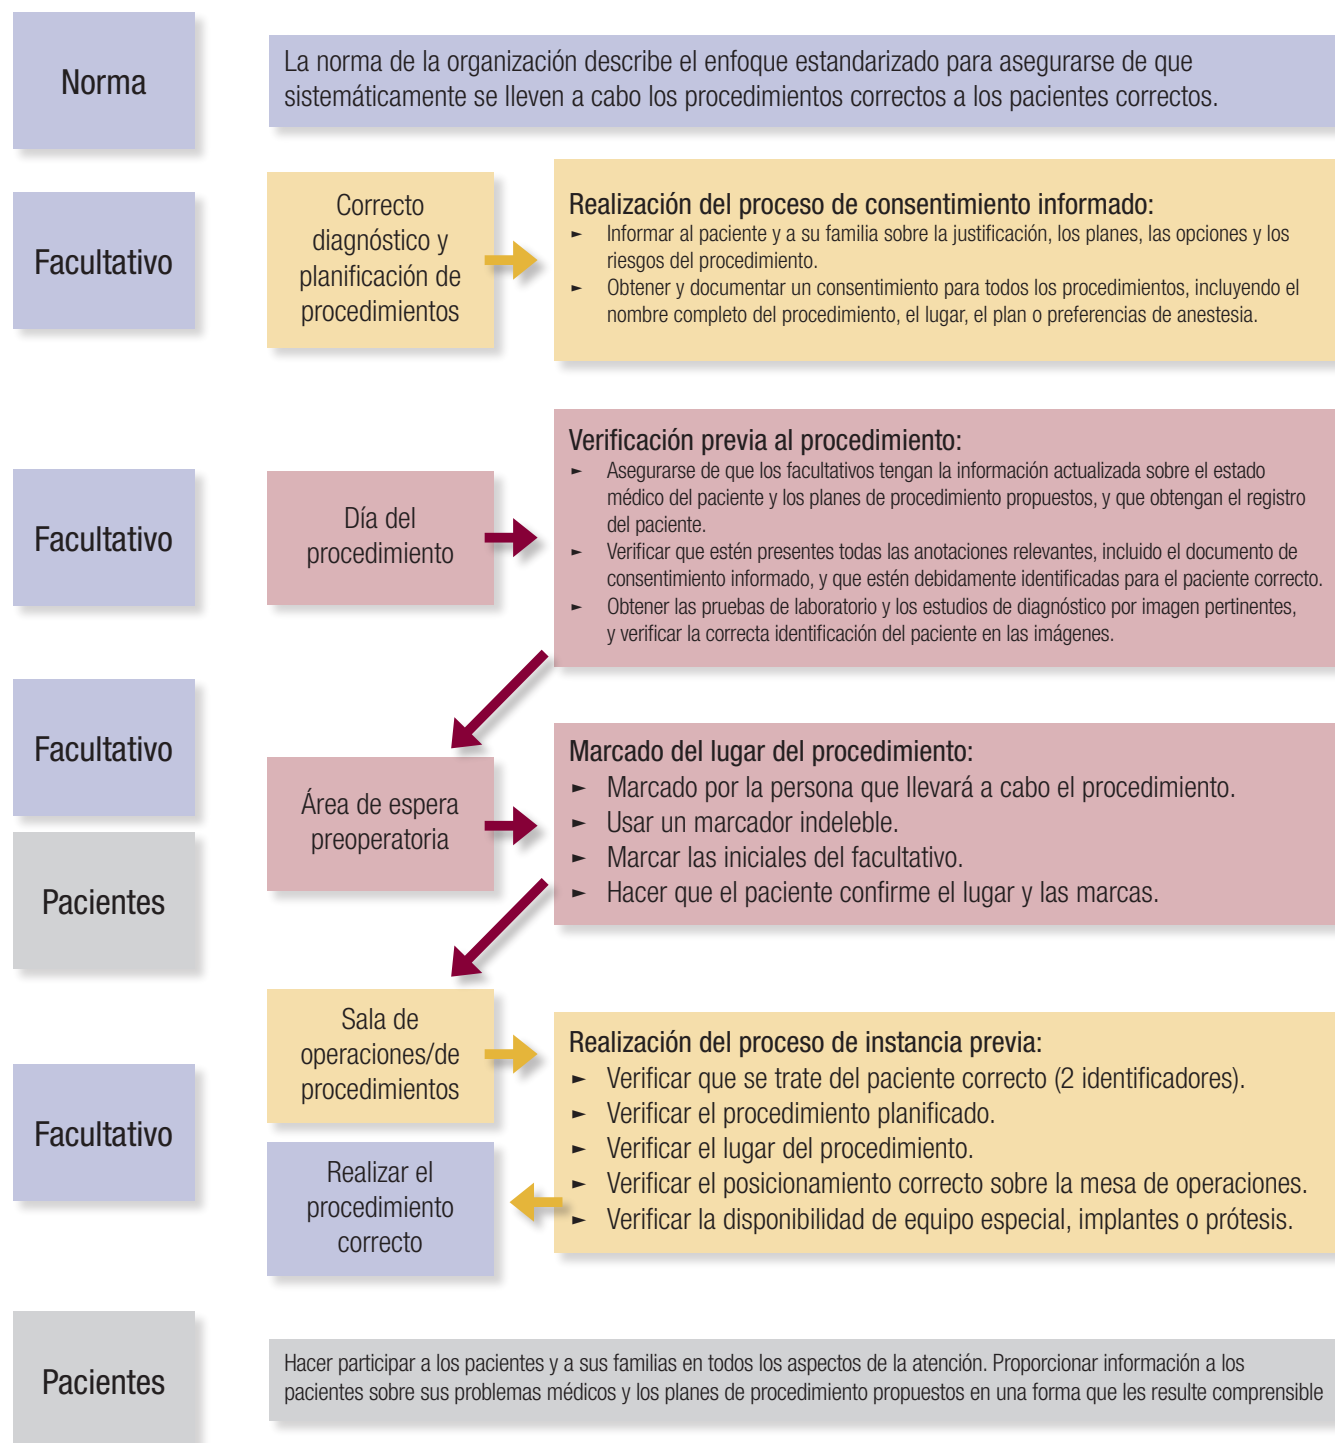 Norma
La norma de la organización describe el enfoque estandarizado para asegurarse de que
sistemáticamente se lleven a cabo los procedimientos correctos a los pacientes correctos.
Facultativo
Correcto
diagnóstico y
planificación de
procedimientos
Realización del proceso de consentimiento informado:
► Informar al paciente y a su familia sobre la justificación, los planes, las opciones y los
riesgos del procedimiento.
► Obtener y documentar un consentimiento para todos los procedimientos, incluyendo el
nombre completo del procedimiento, el lugar, el plan o preferencias de anestesia.
Facultativo
Día del
procedimiento
Verificación previa al procedimiento:
► Asegurarse de que los facultativos tengan la información actualizada sobre el estado
médico del paciente y los planes de procedimiento propuestos, y que obtengan el registro
del paciente.
► Verificar que estén presentes todas las anotaciones relevantes, incluido el documento de
consentimiento informado, y que estén debidamente identificadas para el paciente correcto.
► Obtener las pruebas de laboratorio y los estudios de diagnóstico por imagen pertinentes,
y verificar la correcta identificación del paciente en las imágenes.
Facultativo
Pacientes
Área de espera
preoperatoria
Marcado del lugar del procedimiento:
► Marcado por la persona que llevará a cabo el procedimiento.
► Usar un marcador indeleble.
► Marcar las iniciales del facultativo.
► Hacer que el paciente confirme el lugar y las marcas.
Facultativo
Sala de
operaciones/de
procedimientos
Realización del proceso de instancia previa:
► Verificar que se trate del paciente correcto (2 identificadores).
► Verificar el procedimiento planificado.
► Verificar el lugar del procedimiento.
► Verificar el posicionamiento correcto sobre la mesa de operaciones.
► Verificar la disponibilidad de equipo especial, implantes o prótesis.
Realizar el
procedimiento
correcto
Pacientes
Hacer participar a los pacientes y a sus familias en todos los aspectos de la atención. Proporcionar información a los
pacientes sobre sus problemas médicos y los planes de procedimiento propuestos en una forma que les resulte comprensible